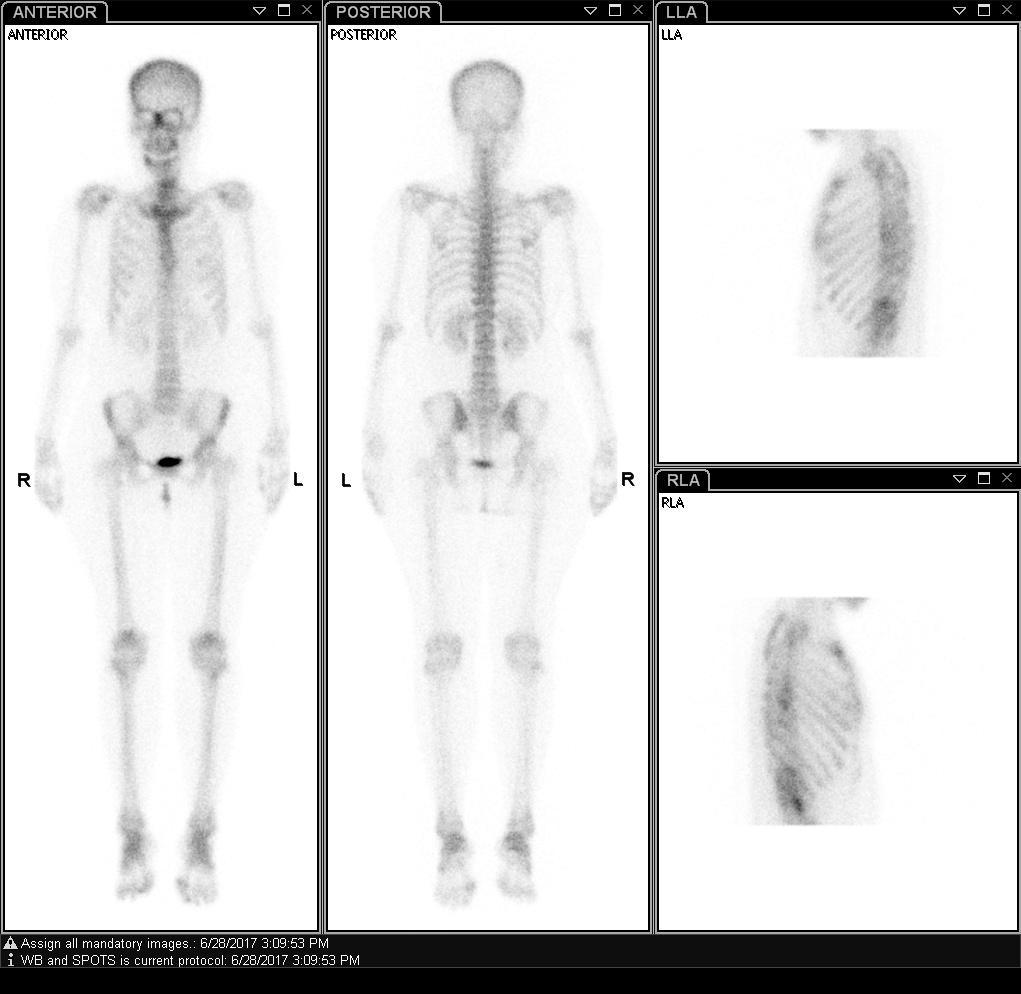 ANTERIOR
POSTERIOR
LLA
ANTERIOR
POSTERIOR
LLA
R
L
L
R
RLA
RLA
Assign all mandatory images.: 6/28/2017 3:09:53 PM
WB and SPOTS is current protocol: 6/28/2017 3:09:53 PM